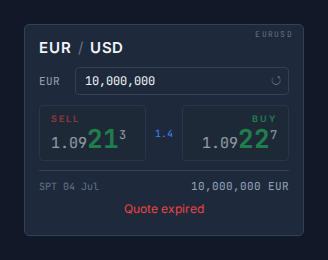 EURUSD
EUR / USD
EUR 10,000,000
SELL BUY
1.09213 1.4 1.09227
SPT 04 Jul 10,000,000 EUR
Quote expired